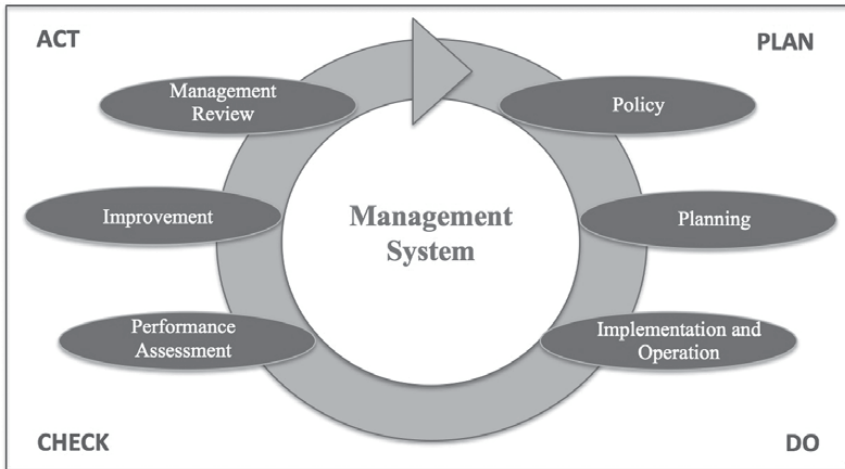 ACT
PLAN
Management
Review
Policy
Improvement
Management
System
Planning
Performance
Assessment
Implementation and
Operation
CHECK
DO